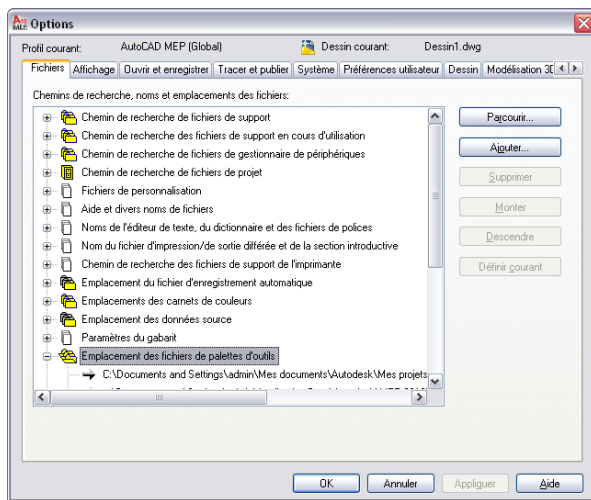 Options
Profil courant: AutoCAD MEP (Global) Dessin courant: Dessin1.dwg
Fichiers Affichage Ouvrir et enregistrer Tracer et publier Système Préférences utilisateur Dessin Modélisation 3D
Chemins de recherche, noms et emplacements des fichiers:
Chemin de recherche de fichiers de support
Chemin de recherche des fichiers de support en cours d'utilisation
Chemin de recherche de fichiers de gestionnaire de périphériques
Chemin de recherche de fichiers de projet
Fichiers de personnalisation
Aide et divers noms de fichiers
Noms de l'éditeur de texte, du dictionnaire et des fichiers de polices
Nom du fichier d'impression/de sortie différée et de la section introductive
Chemin de recherche des fichiers de support de l'imprimante
Emplacement du fichier d'enregistrement automatique
Emplacements des carnets de couleurs
Emplacement des données source
Paramètres du gabarit
Emplacement des fichiers de palettes d'outils
C:\Documents and Settings\admin\Mes documents\Autodesk\Mes projets
Parcourir...
Ajouter...
Supprimer
Monter
Descendre
Définir courant
OK Annuler Appliquer Aide